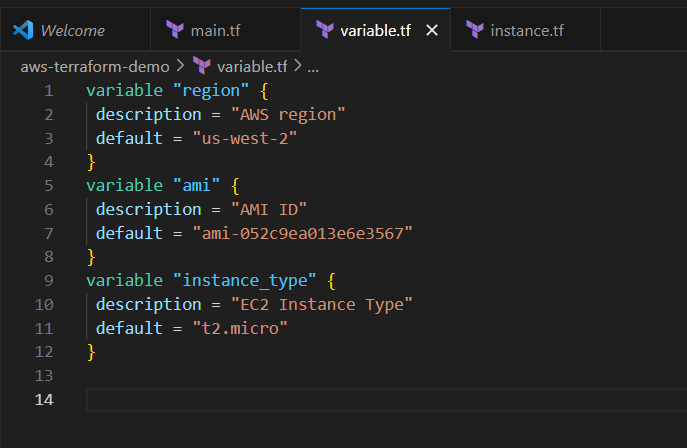 Welcome main.tf variable.tf instance.tf
aws-terraform-demo > variable.tf > ...
1 variable "region" {
2 description = "AWS region"
3 default = "us-west-2"
4 }
5 variable "ami" {
6 description = "AMI ID"
7 default = "ami-052c9ea013e6e3567"
8 }
9 variable "instance_type" {
10 description = "EC2 Instance Type"
11 default = "t2.micro"
12 }
13
14